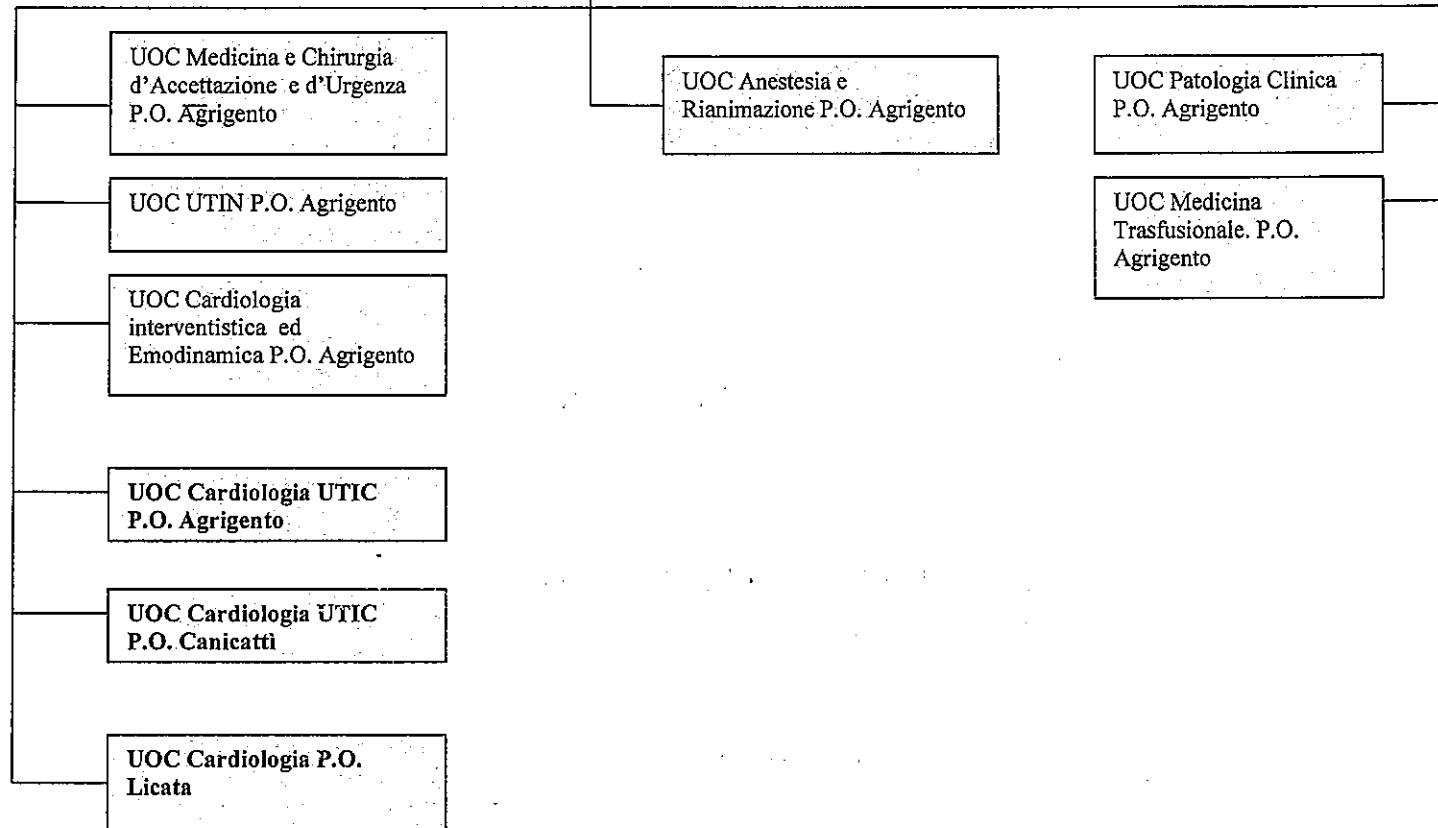 UOC Medicina e Chirurgia
d'Accettazione e d'Urgenza
P.O. Agrigento
UOC UTIN P.O. Agrigento
UOC Cardiologia
interventistica ed
Emodinamica P.O. Agrigento
UOC Cardiologia UTIC
P.O. Agrigento
UOC Cardiologia UTIC
P.O. Canicattì
UOC Cardiologia P.O.
Licata
UOC Anestesia e
Rianimazione P.O. Agrigento
UOC Patologia Clinica
P.O. Agrigento
UOC Medicina
Trasfusionale. P.O.
Agrigento